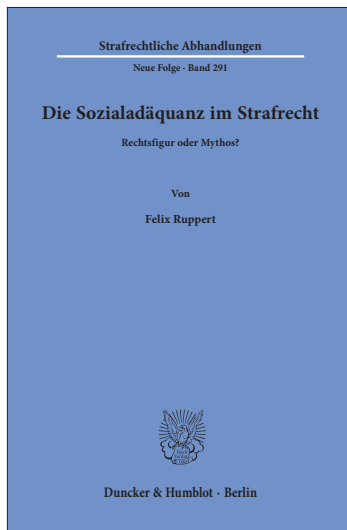 Strafrechtliche Abhandlungen
Neue Folge · Band 291
Die Sozialadäquanz im Strafrecht
Rechtsfigur oder Mythos?
Von
Felix Ruppert
Duncker & Humblot · Berlin